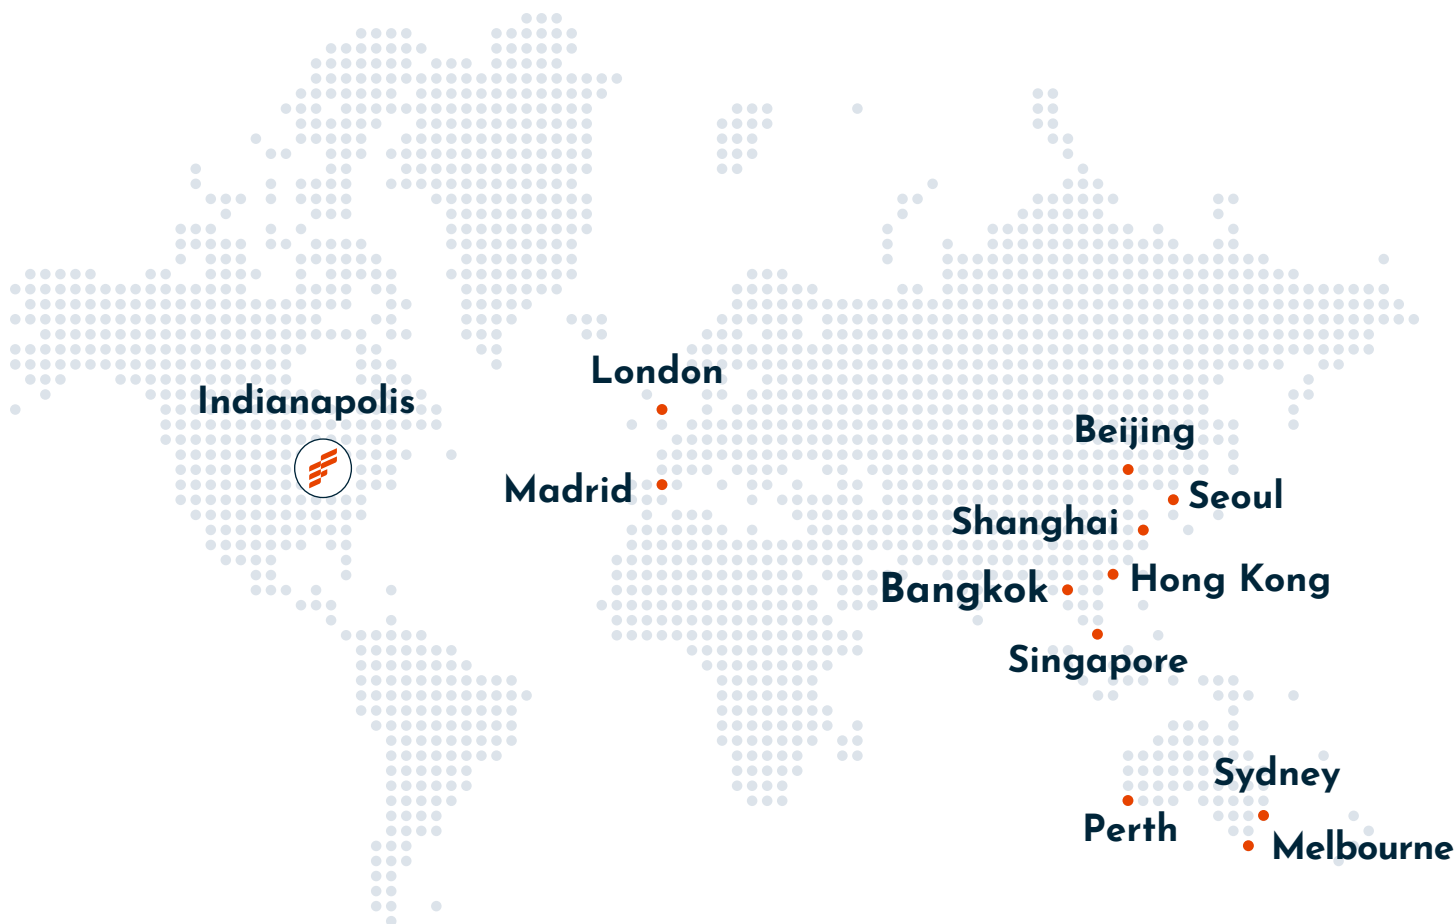 London
Indianapolis
Beijing
Madrid
Seoul
Shanghai
Hong Kong
Bangkok
Singapore
Sydney
Perth
Melbourne